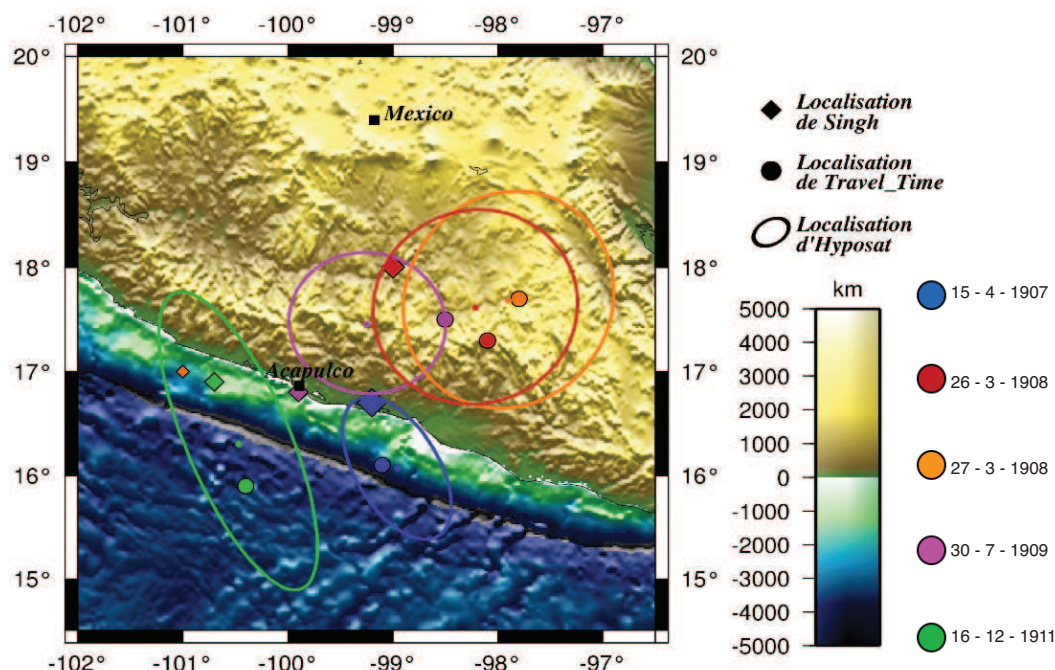 -102° -101° -100° -99° -98° -97°
20° 20°
Mexico
19° 19°
18° 18°
17° 17°
Acapulco
16° 16°
15° 15°
-102° -101° -100° -99° -98° -97°
Localisation
de Singh
Localisation
de Travel_Time
Localisation
d'Hyposat
km
5000
4000
3000
2000
1000
0
-1000
-2000
-3000
-4000
-5000
15 - 4 - 1907
26 - 3 - 1908
27 - 3 - 1908
30 - 7 - 1909
16 - 12 - 1911